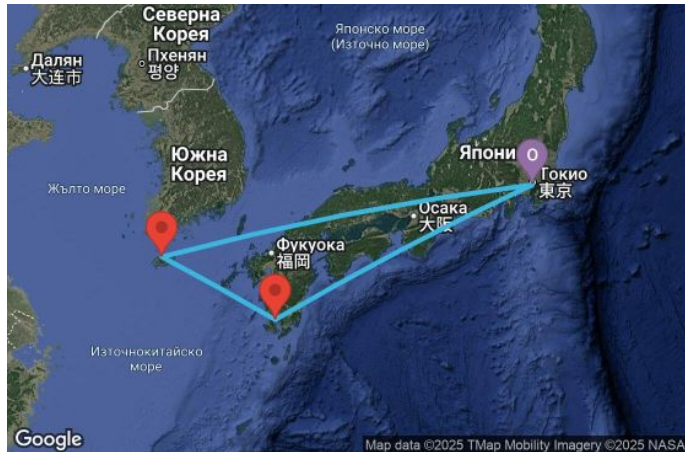 Северна
Корея
Японско море
(Източно море)
Далян
大连市
Пхенян
평양
Южна
Корея
Япони
О
Токио
東京
Жълто море
Осака
大阪
Фукуока
福岡
Източнокитайско
море
Google
Map data ©2025 TMap Mobility Imagery ©2025 NASA